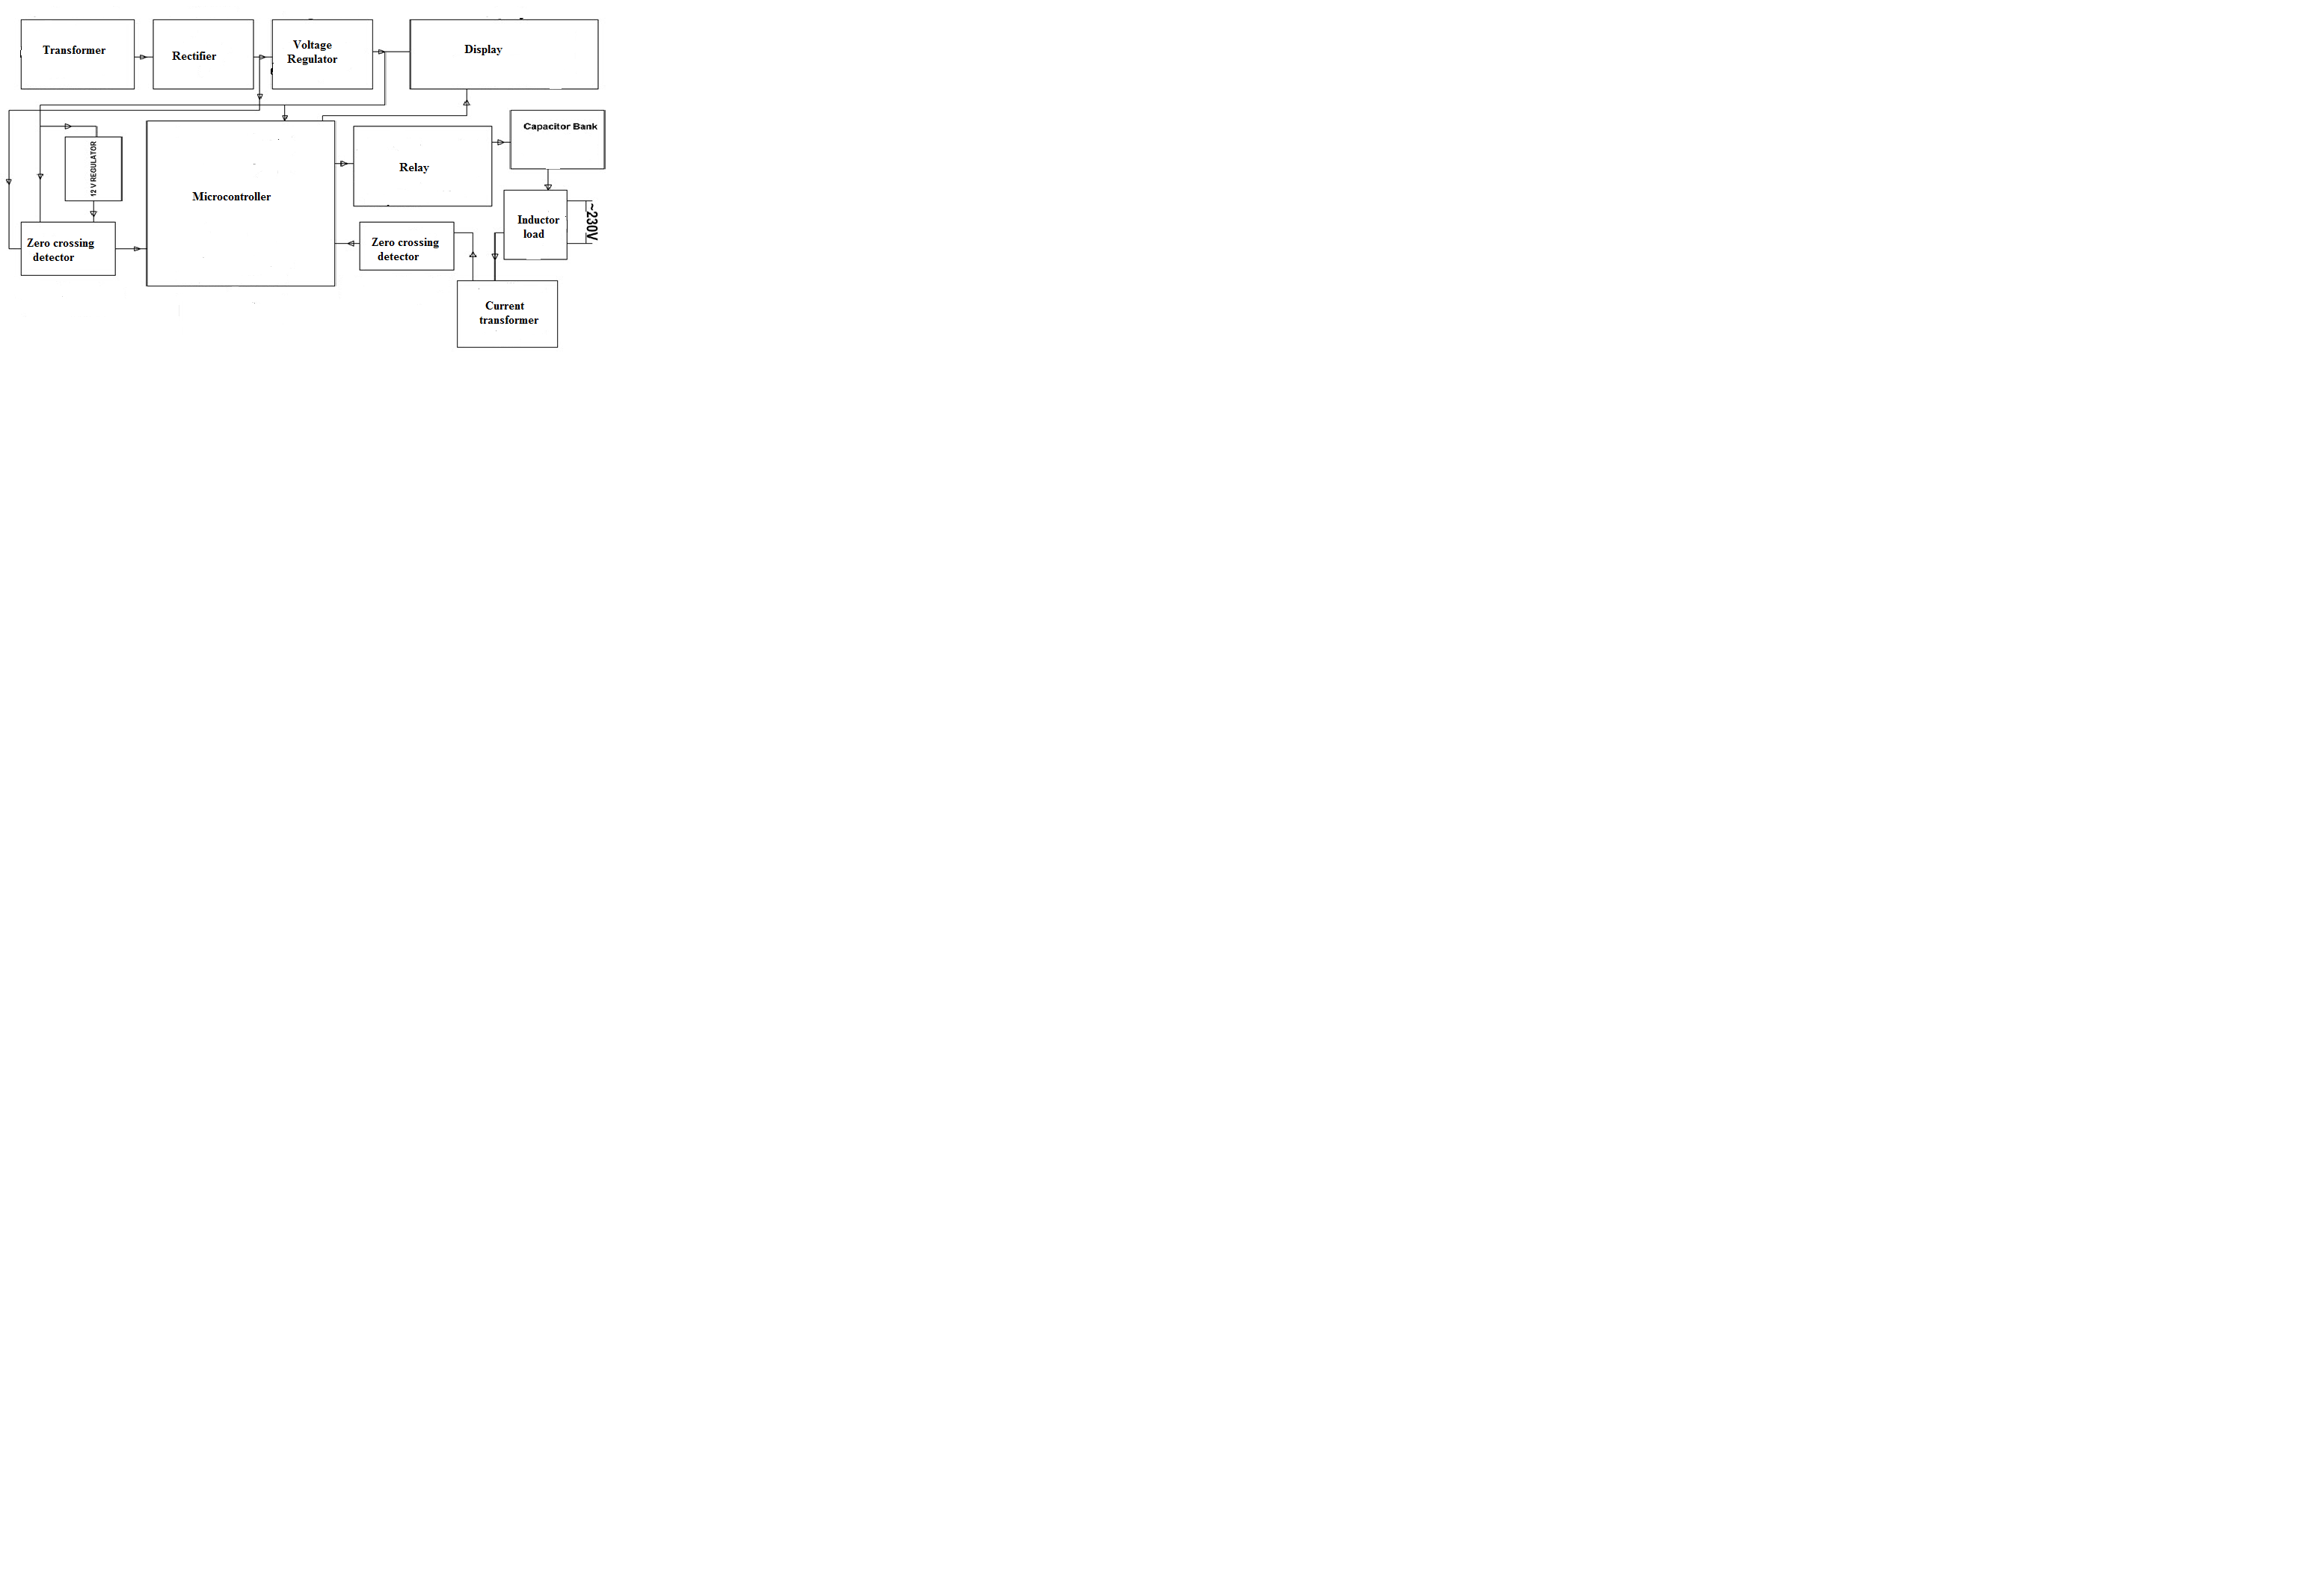 Transformer
Rectifier
Voltage
Regulator
Display
Capacitor Bank
12 V REGULATOR
Relay
Microcontroller
Inductor
load
~230V
Zero crossing
detector
Zero crossing
detector
Current
transformer